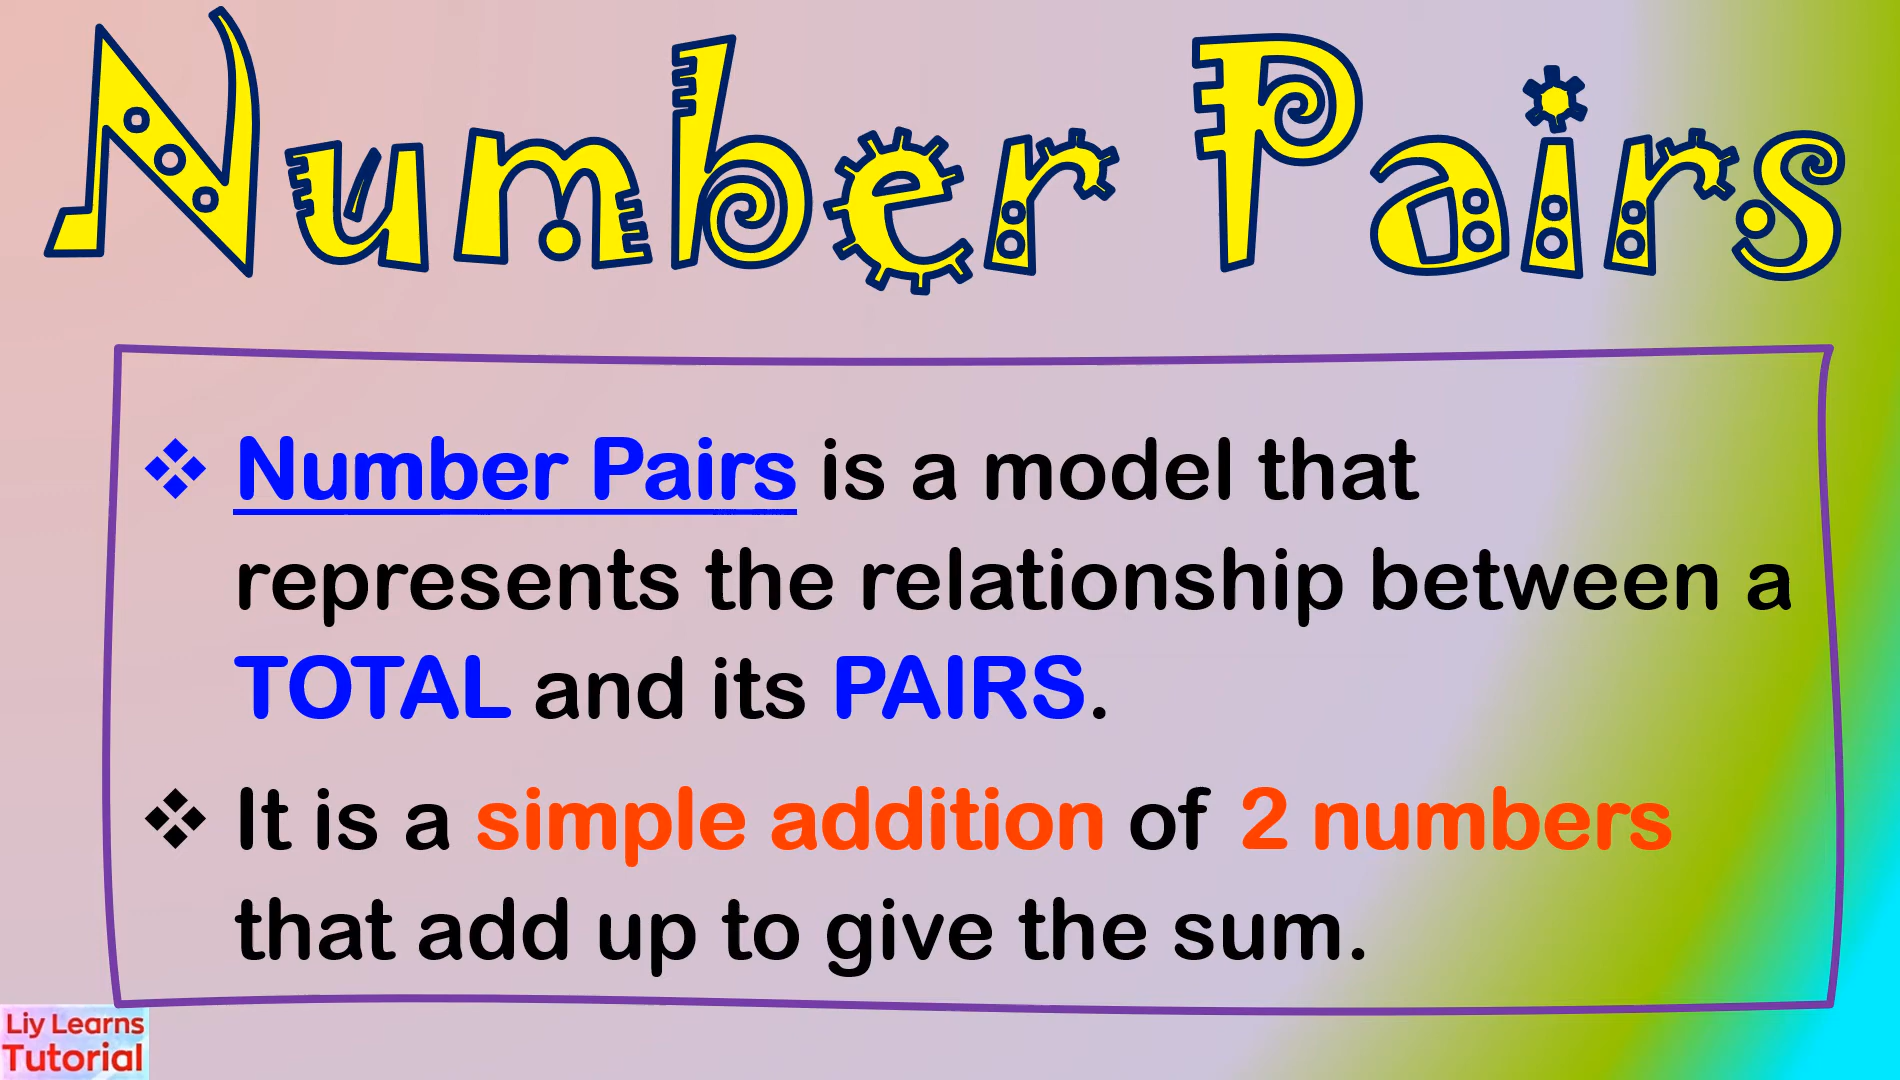 Number Pairs
❖ Number Pairs is a model that
represents the relationship between a
TOTAL and its PAIRS.
❖ It is a simple addition of 2 numbers
that add up to give the sum.
Liy Learns
Tutorial